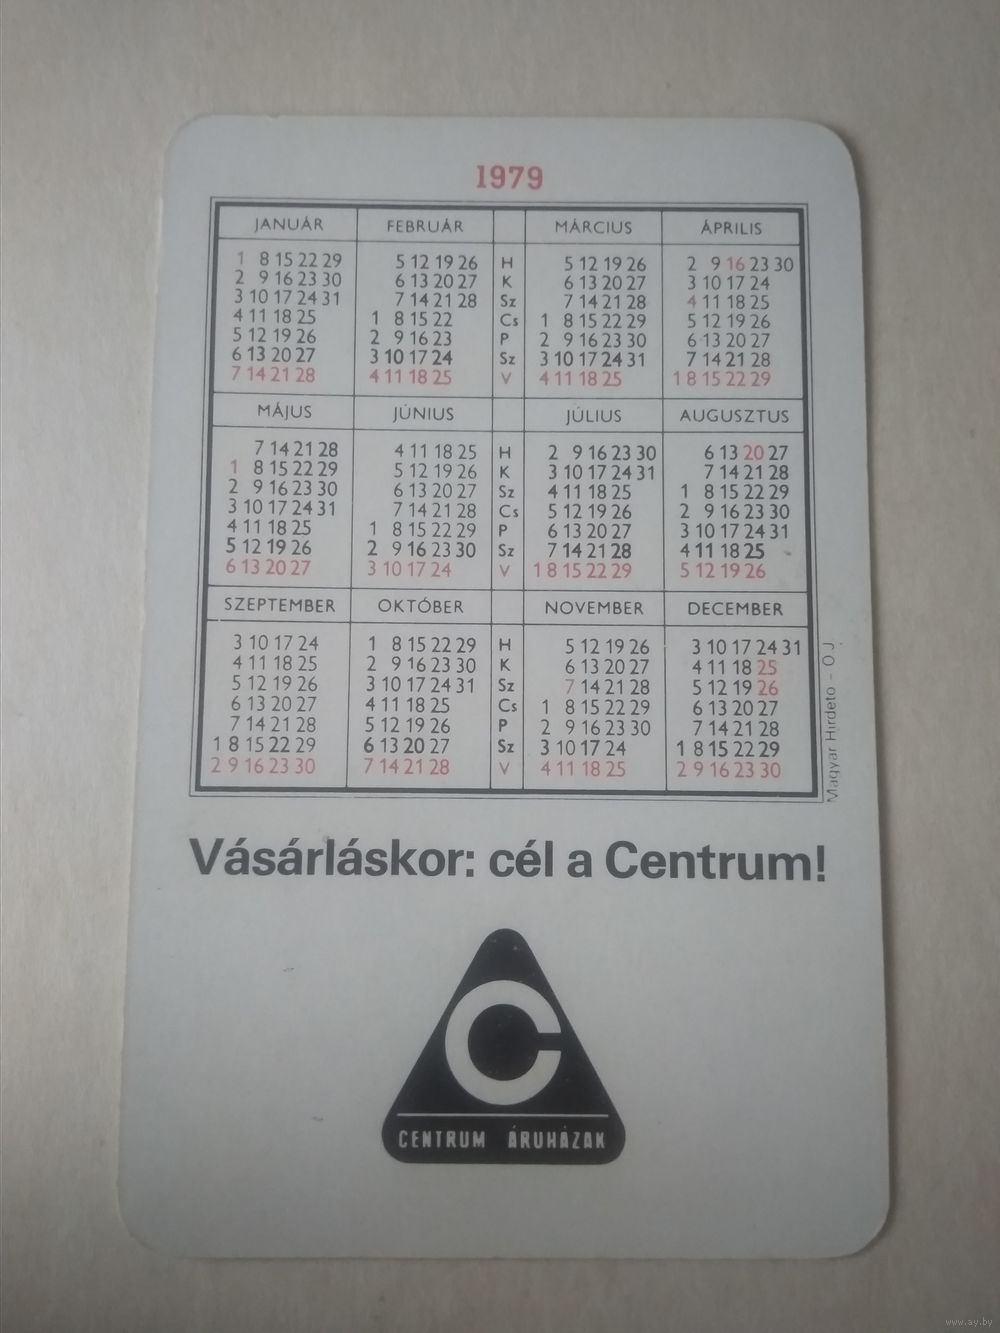 1979
JANUÁR FEBRUÁR MÁRCIUS ÁPRILIS
1 8 15 22 29 5 12 19 26 H 5 12 19 26 2 9 16 23 30
2 9 16 23 30 6 13 20 27 K 6 13 20 27 3 10 17 24
3 10 17 24 31 7 14 21 28 Sz 7 14 21 28 4 11 18 25
4 11 18 25 1 8 15 22 Cs 1 8 15 22 29 5 12 19 26
5 12 19 26 2 9 16 23 P 2 9 16 23 30 6 13 20 27
6 13 20 27 3 10 17 24 Sz 3 10 17 24 31 7 14 21 28
7 14 21 28 4 11 18 25 V 4 11 18 25 1 8 15 22 29
MÁJUS JÚNIUS JÚLIUS AUGUSZTUS
7 14 21 28 4 11 18 25 H 2 9 16 23 30 6 13 20 27
1 8 15 22 29 5 12 19 26 K 3 10 17 24 31 7 14 21 28
2 9 16 23 30 6 13 20 27 Sz 4 11 18 25 1 8 15 22 29
3 10 17 24 31 7 14 21 28 Cs 5 12 19 26 2 9 16 23 30
4 11 18 25 1 8 15 22 29 P 6 13 20 27 3 10 17 24 31
5 12 19 26 2 9 16 23 30 Sz 7 14 21 28 4 11 18 25
6 13 20 27 3 10 17 24 V 1 8 15 22 29 5 12 19 26
SZEPTEMBER OKTÓBER NOVEMBER DECEMBER
3 10 17 24 1 8 15 22 29 H 5 12 19 26 3 10 17 24 31
4 11 18 25 2 9 16 23 30 K 6 13 20 27 4 11 18 25
5 12 19 26 3 10 17 24 31 Sz 7 14 21 28 5 12 19 26
6 13 20 27 4 11 18 25 Cs 1 8 15 22 29 6 13 20 27
7 14 21 28 5 12 19 26 P 2 9 16 23 30 7 14 21 28
1 8 15 22 29 6 13 20 27 Sz 3 10 17 24 1 8 15 22 29
2 9 16 23 30 7 14 21 28 V 4 11 18 25 2 9 16 23 30
Magyar Hirdető – O.J.
Vásárláskor: cél a Centrum!
C
CENTRUM ÁRUHÁZAK
www.ay.by